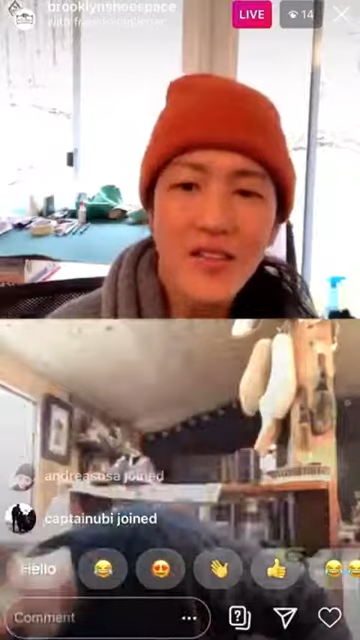 brooklynshoespace
LIVE
14
andreasosa joined
captainubi joined
Hello
Comment